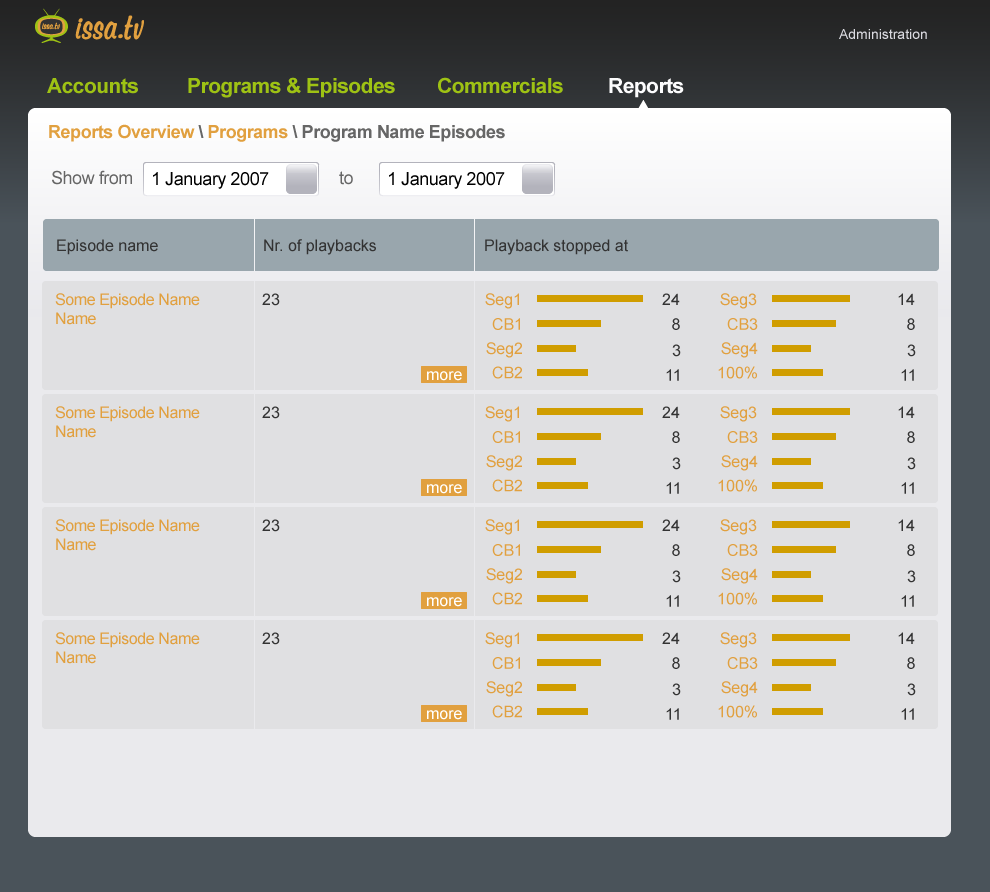 issa.tv issa.tv
Administration
Accounts Programs & Episodes Commercials Reports
Reports Overview \ Programs \ Program Name Episodes
Show from 1 January 2007 to 1 January 2007
Episode name Nr. of playbacks Playback stopped at
Some Episode Name 23 Seg1 24 Seg3 14
Name CB1 8 CB3 8
Seg2 3 Seg4 3
more CB2 11 100% 11
Some Episode Name 23 Seg1 24 Seg3 14
Name CB1 8 CB3 8
Seg2 3 Seg4 3
more CB2 11 100% 11
Some Episode Name 23 Seg1 24 Seg3 14
Name CB1 8 CB3 8
Seg2 3 Seg4 3
more CB2 11 100% 11
Some Episode Name 23 Seg1 24 Seg3 14
Name CB1 8 CB3 8
Seg2 3 Seg4 3
more CB2 11 100% 11